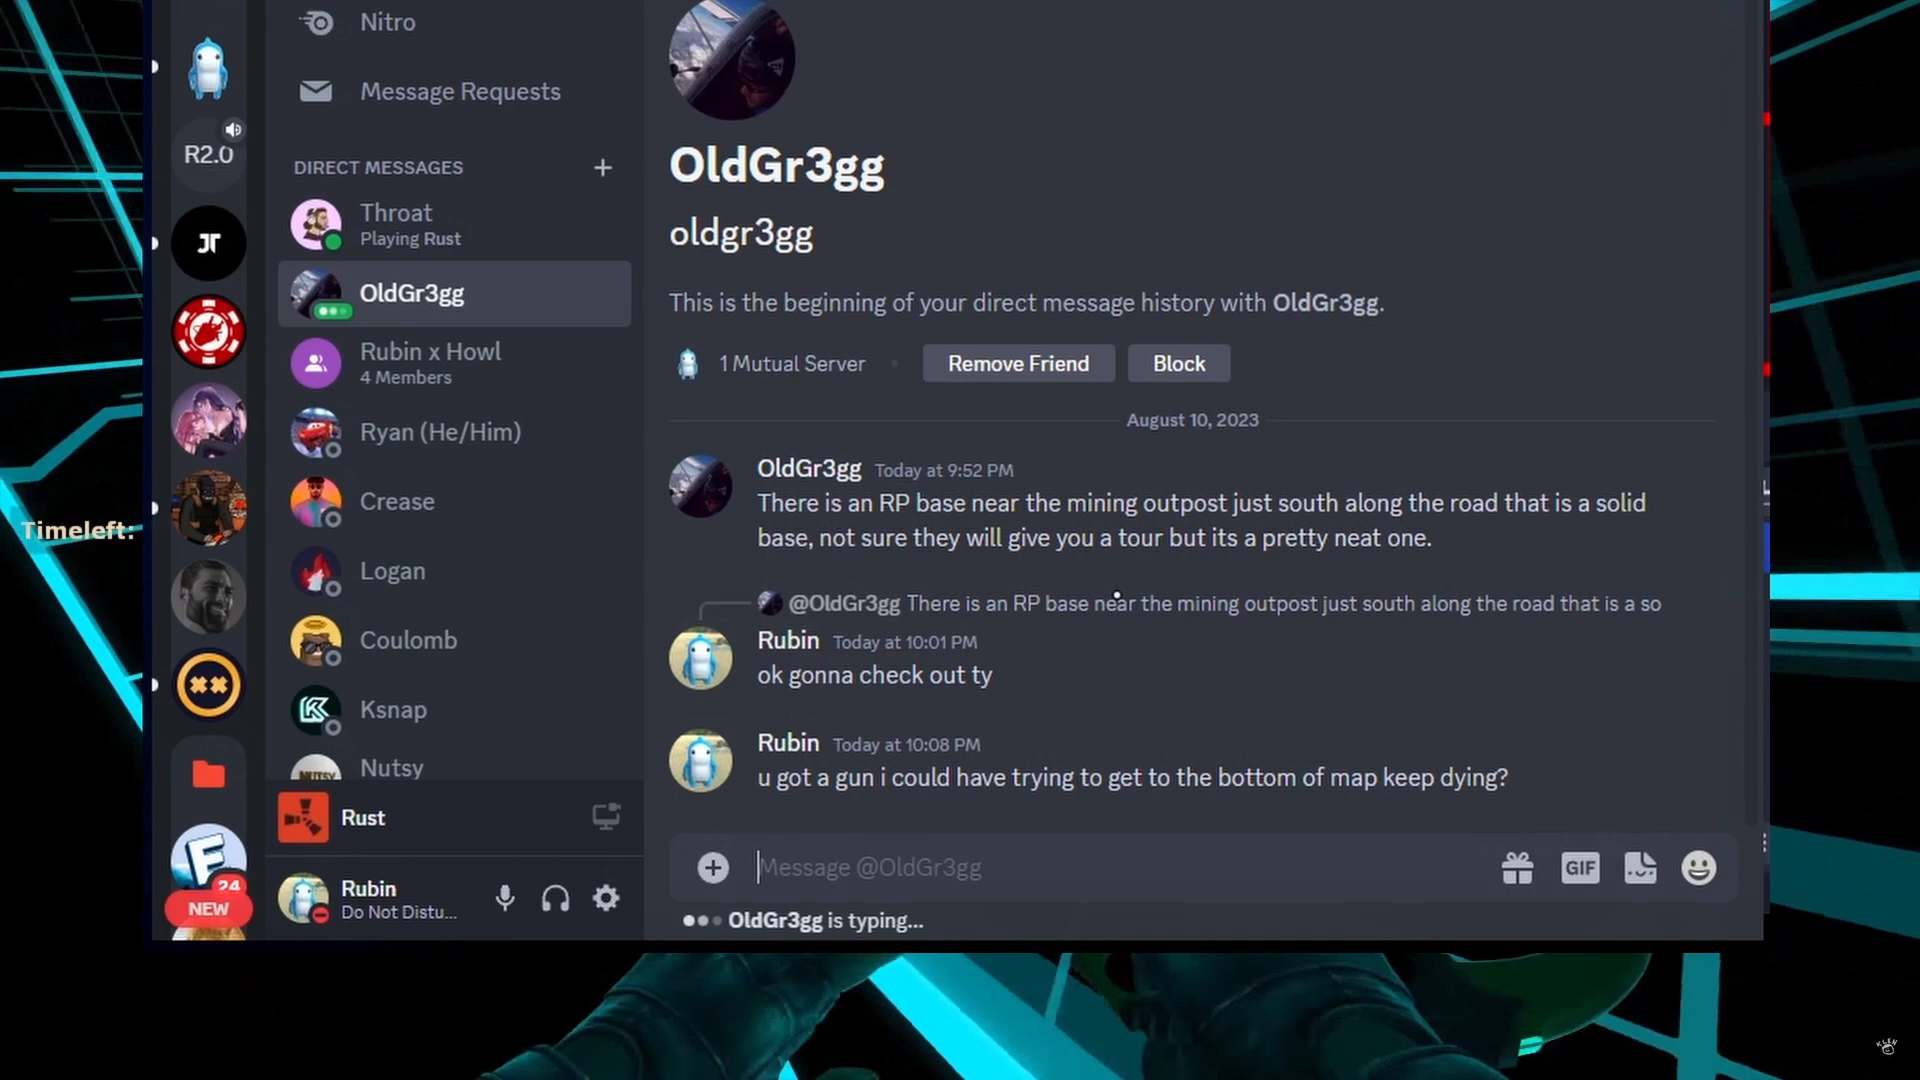 Nitro
Message Requests
R2.0
DIRECT MESSAGES
Throat
Playing Rust
OldGr3gg
Rubin x Howl
4 Members
Ryan (He/Him)
Crease
Logan
Coulomb
Ksnap
Nutsy
NUTSY
Rust
Rubin
Do Not Distu...
24
NEW
Timeleft:
OldGr3gg
oldgr3gg
This is the beginning of your direct message history with OldGr3gg.
1 Mutual Server
Remove Friend
Block
August 10, 2023
OldGr3gg Today at 9:52 PM
There is an RP base near the mining outpost just south along the road that is a solid
base, not sure they will give you a tour but its a pretty neat one.
@OldGr3gg There is an RP base near the mining outpost just south along the road that is a so
Rubin Today at 10:01 PM
ok gonna check out ty
Rubin Today at 10:08 PM
u got a gun i could have trying to get to the bottom of map keep dying?
Message @OldGr3gg
GIF
OldGr3gg is typing...
KLEN